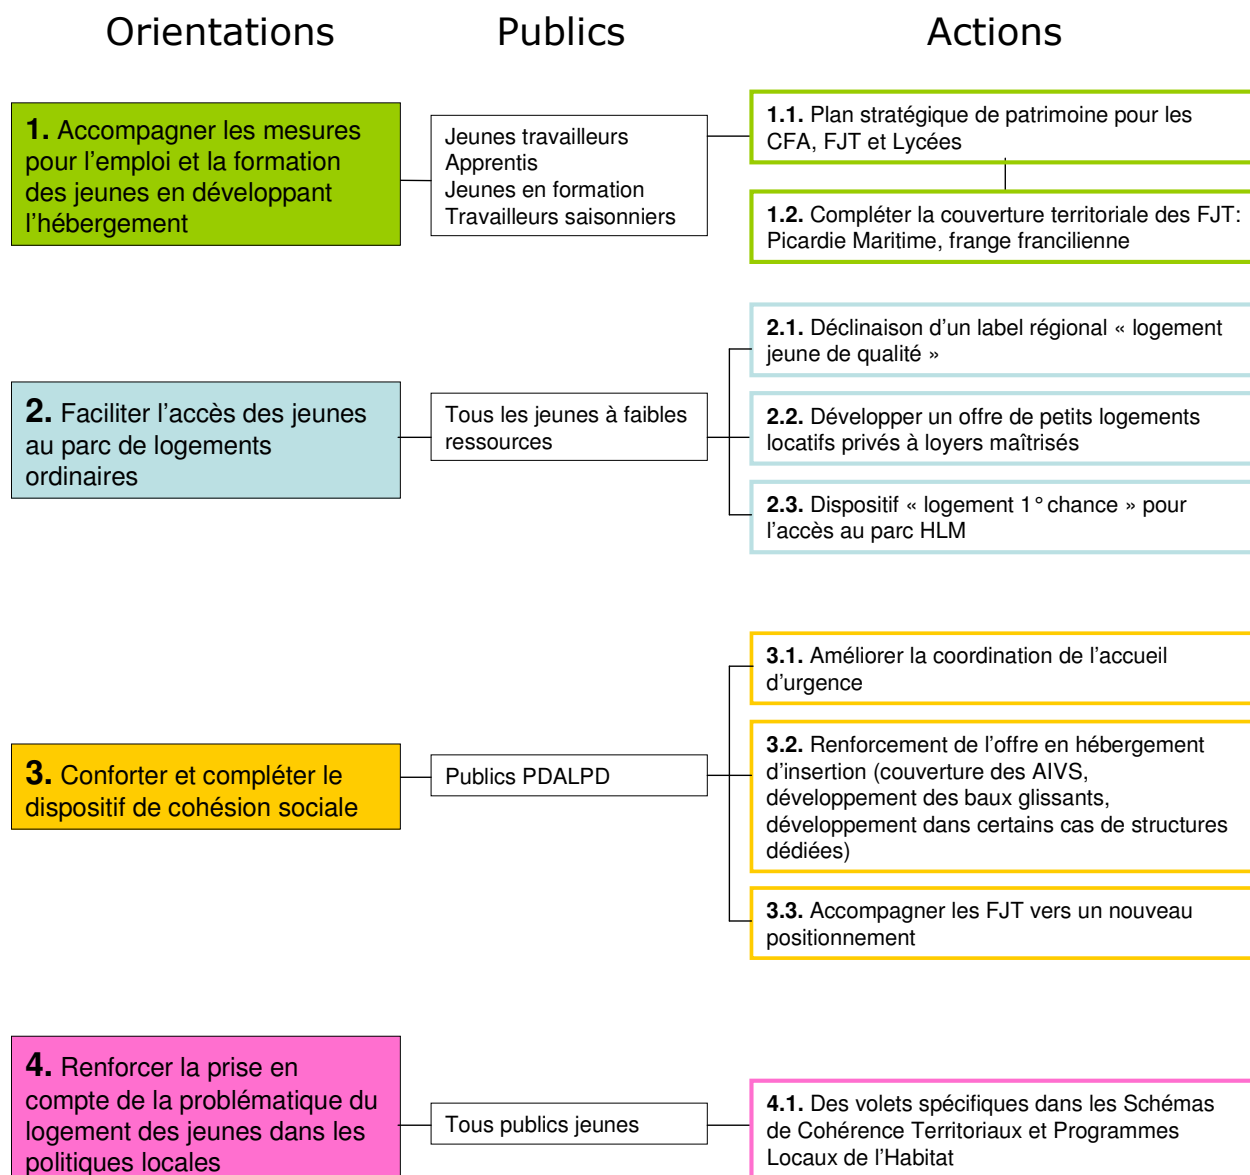 Orientations
Publics
Actions
1. Accompagner les mesures
pour l'emploi et la formation
des jeunes en développant
l'hébergement
Jeunes travailleurs
Apprentis
Jeunes en formation
Travailleurs saisonniers
1.1. Plan stratégique de patrimoine pour les
CFA, FJT et Lycées
1.2. Compléter la couverture territoriale des FJT:
Picardie Maritime, frange francilienne
2. Faciliter l'accès des jeunes
au parc de logements
ordinaires
Tous les jeunes à faibles
ressources
2.1. Déclinaison d'un label régional « logement
jeune de qualité »
2.2. Développer un offre de petits logements
locatifs privés à loyers maîtrisés
2.3. Dispositif « logement 1° chance » pour
l'accès au parc HLM
3. Conforter et compléter le
dispositif de cohésion sociale
Publics PDALPD
3.1. Améliorer la coordination de l'accueil
d'urgence
3.2. Renforcement de l'offre en hébergement
d'insertion (couverture des AIVS,
développement des baux glissants,
développement dans certains cas de structures
dédiées)
3.3. Accompagner les FJT vers un nouveau
positionnement
4. Renforcer la prise en
compte de la problématique du
logement des jeunes dans les
politiques locales
Tous publics jeunes
4.1. Des volets spécifiques dans les Schémas
de Cohérence Territoriaux et Programmes
Locaux de l'Habitat